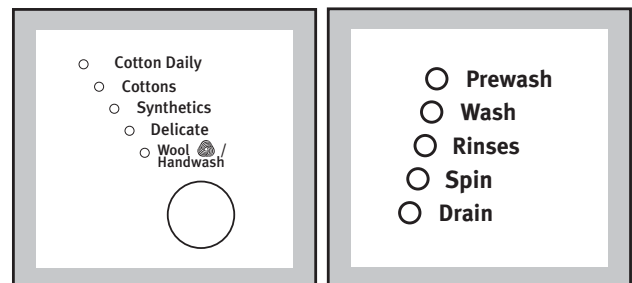 Cotton Daily
Cottons
Synthetics
Delicate
Wool /
Handwash
Prewash
Wash
Rinses
Spin
Drain